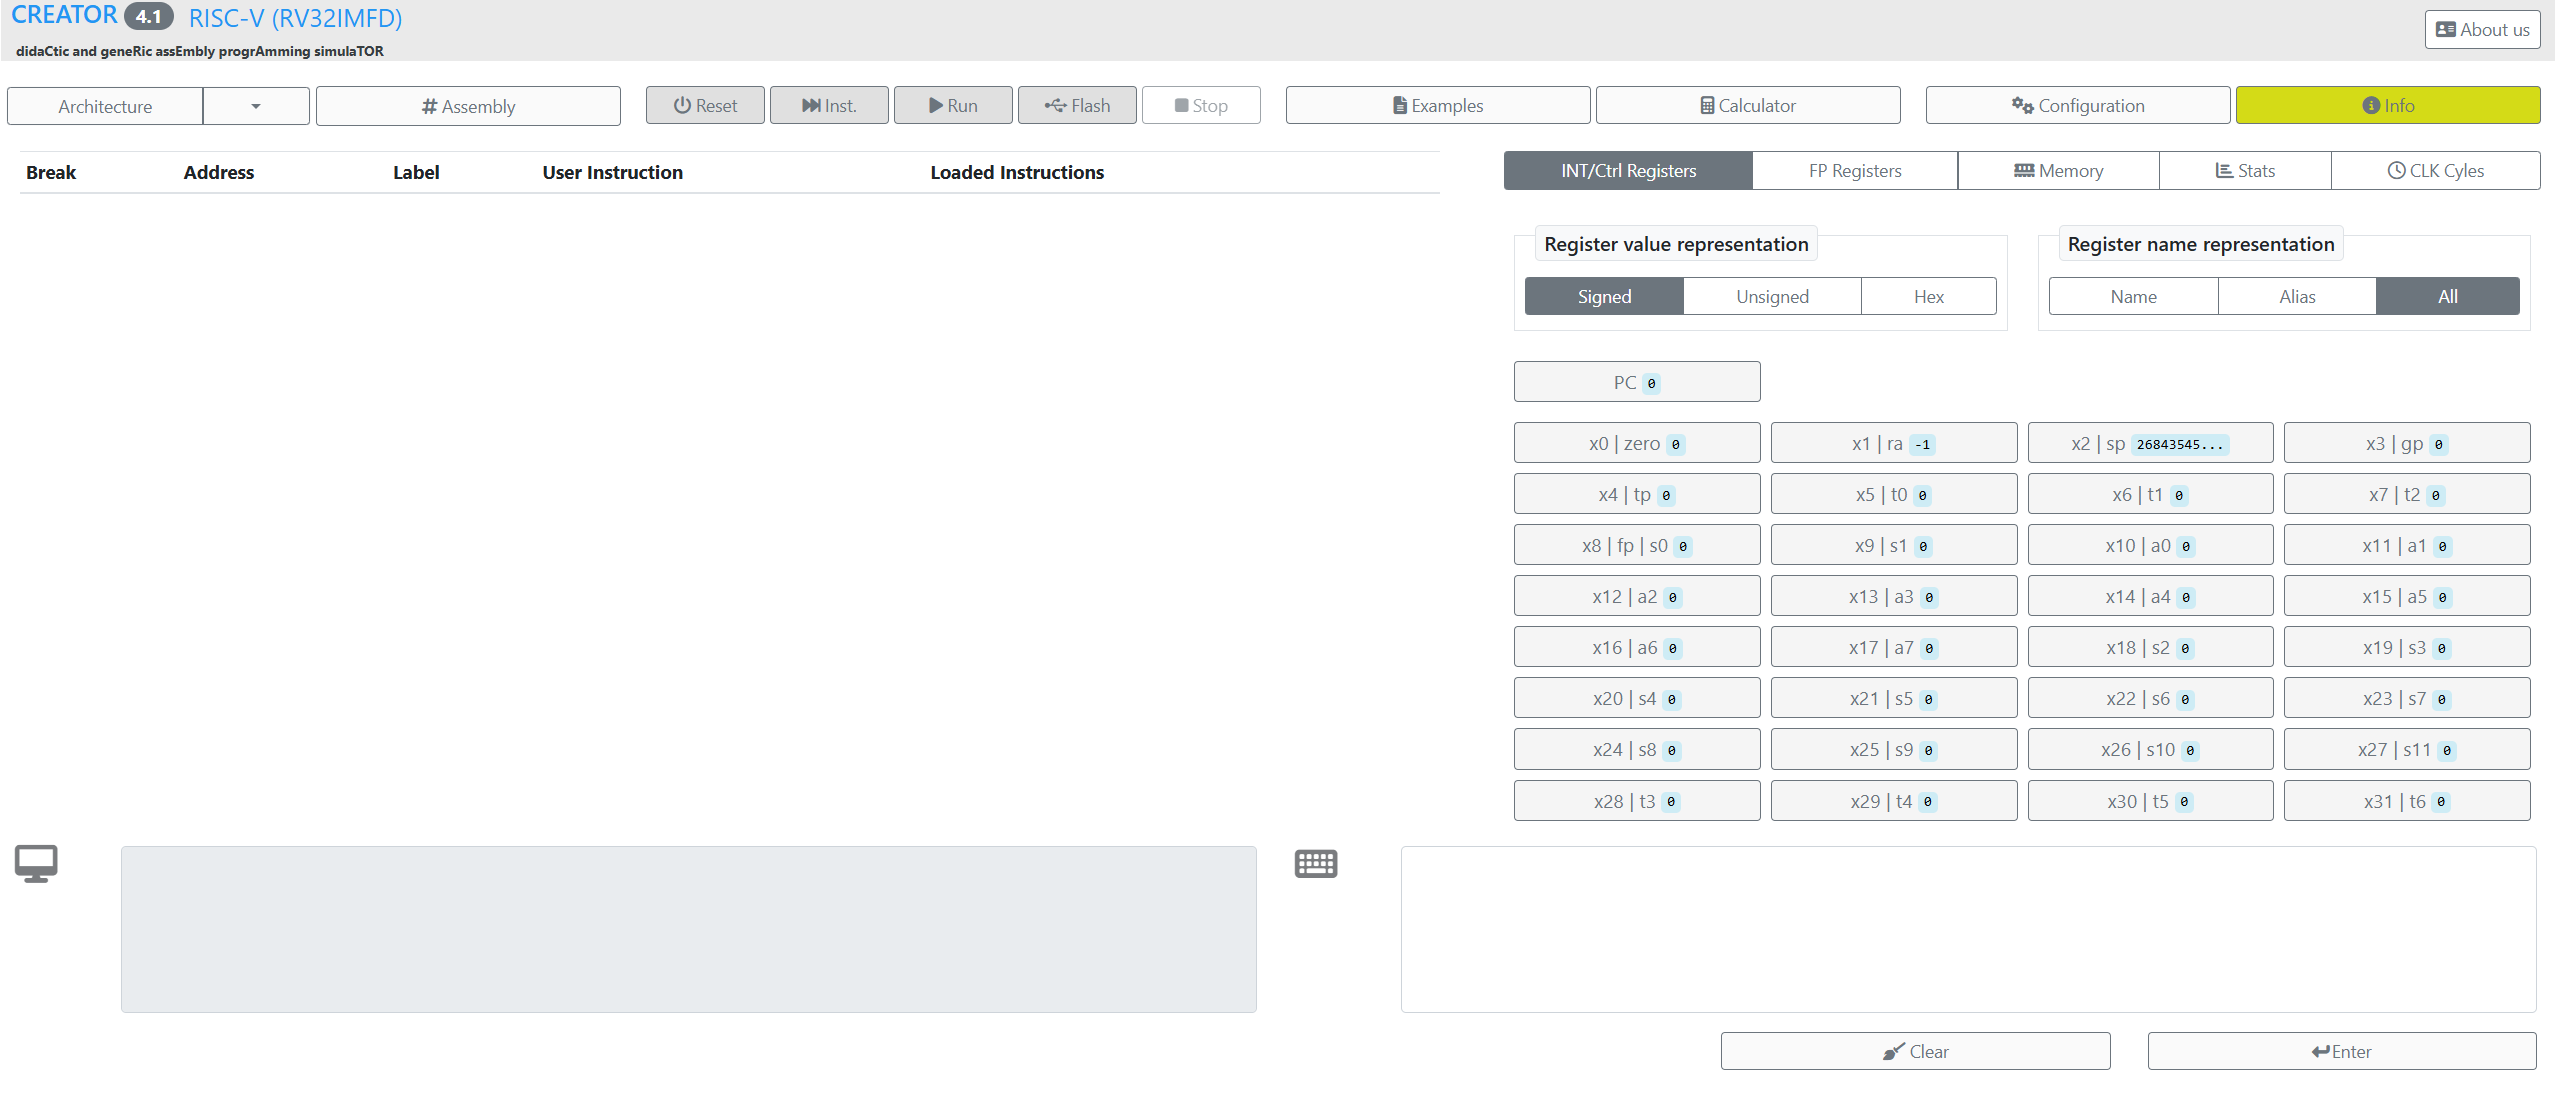 CREATOR 4.1 RISC-V (RV32IMFD)
didaCtic and geneRic assEmbly progrAmming simulaTOR
About us
Architecture # Assembly Reset Inst. Run Flash Stop Examples Calculator Configuration Info
Break Address Label User Instruction Loaded Instructions
INT/Ctrl Registers FP Registers Memory Stats CLK Cyles
Register value representation Register name representation
Signed Unsigned Hex Name Alias All
PC 0
x0 | zero 0 x1 | ra -1 x2 | sp 26843545... x3 | gp 0
x4 | tp 0 x5 | t0 0 x6 | t1 0 x7 | t2 0
x8 | fp | s0 0 x9 | s1 0 x10 | a0 0 x11 | a1 0
x12 | a2 0 x13 | a3 0 x14 | a4 0 x15 | a5 0
x16 | a6 0 x17 | a7 0 x18 | s2 0 x19 | s3 0
x20 | s4 0 x21 | s5 0 x22 | s6 0 x23 | s7 0
x24 | s8 0 x25 | s9 0 x26 | s10 0 x27 | s11 0
x28 | t3 0 x29 | t4 0 x30 | t5 0 x31 | t6 0
Clear Enter